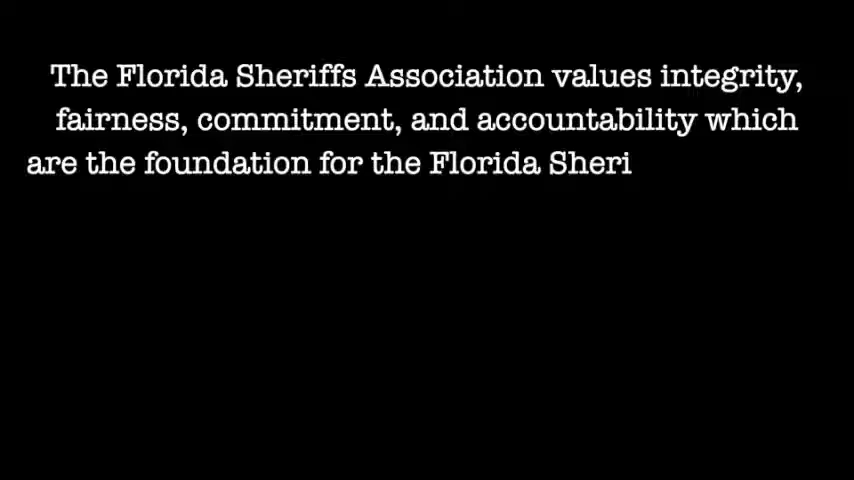 The Florida Sheriffs Association values integrity,
fairness, commitment, and accountability which
are the foundation for the Florida Sheri